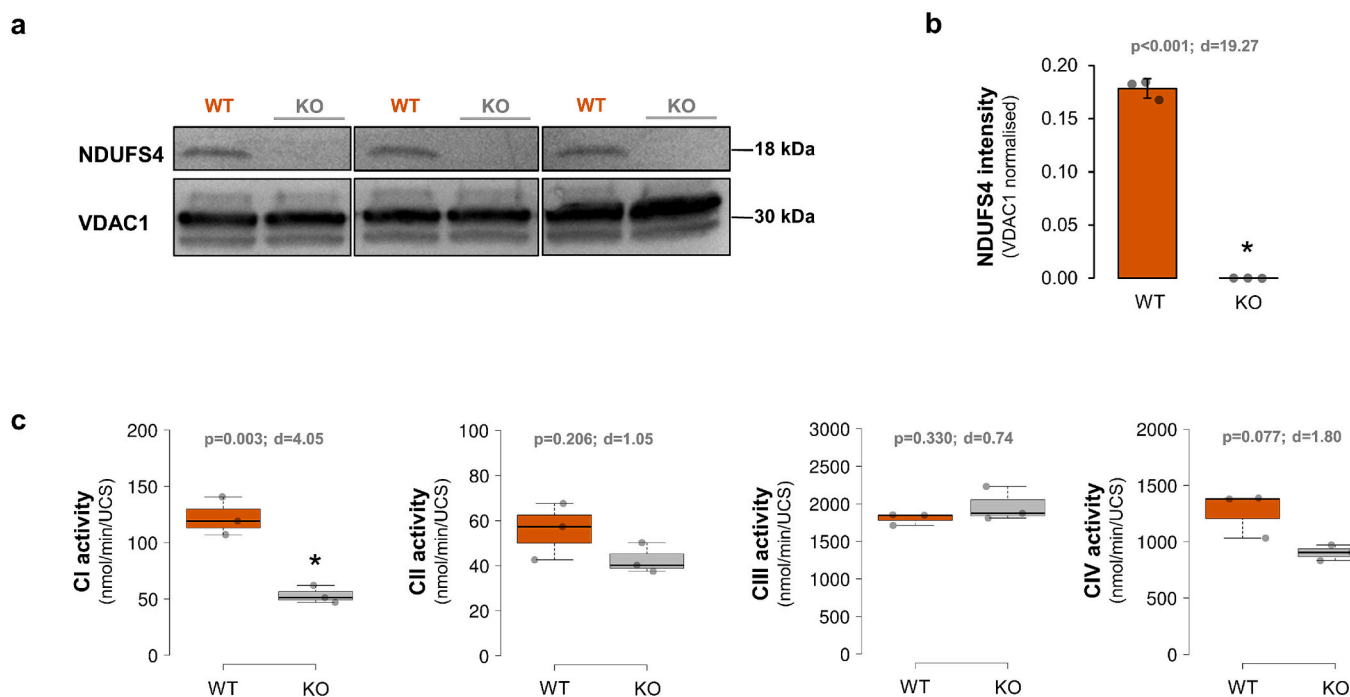 a
WT KO WT KO WT KO
NDUFS4
18 kDa
VDAC1
30 kDa
b
p<0.001; d=19.27
NDUFS4 intensity
(VDAC1 normalised)
0.20
0.15
0.10
0.05
0.00
*
WT KO
c
CI activity
(nmol/min/UCS)
200
150
100
50
0
p=0.003; d=4.05
*
WT KO
CII activity
(nmol/min/UCS)
100
80
60
40
20
0
p=0.206; d=1.05
WT KO
CIII activity
(nmol/min/UCS)
3000
2500
2000
1500
1000
500
0
p=0.330; d=0.74
WT KO
CIV activity
(nmol/min/UCS)
2000
1500
1000
500
0
p=0.077; d=1.80
WT KO